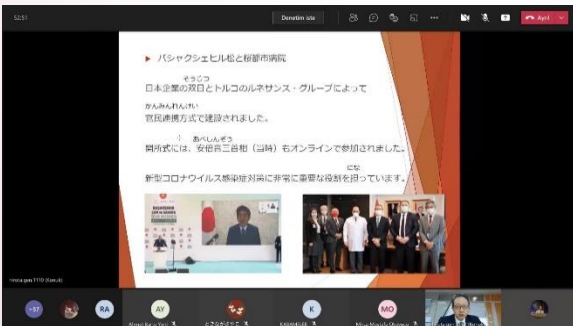 52:51
Denetim iste
Ayrıl
▶ バシャクシェヒル松と桜都市病院
そうじつ
日本企業の双日とトルコのルネサンス・グループによって
かんみんれんけい
官民連携方式で建設されました。
あべしんぞう
開所式には、安倍晋三首相（当時）もオンラインで参加されました。
にな
新型コロナウイルス感染症対策に非常に重要な役割を担っています。
+37
RA
AY
K
MO